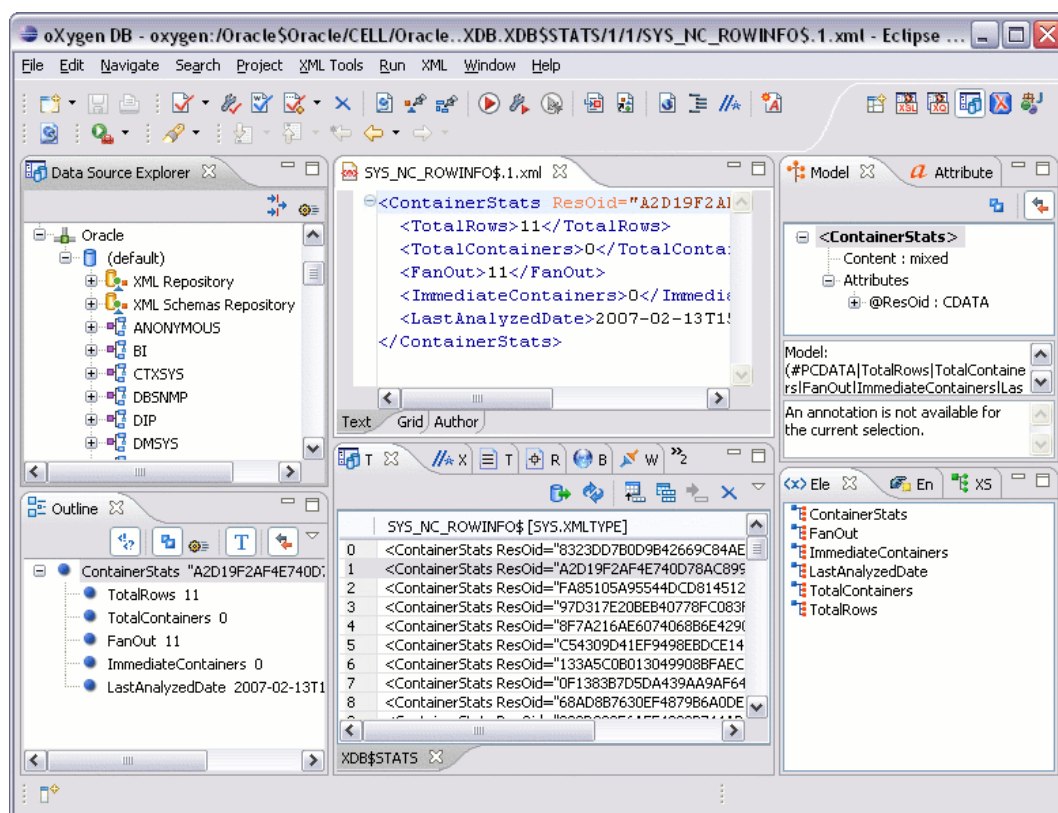 oXygen DB - oxygen:/Oracle$Oracle/CELL/Oracle..XDB.XDB$STATS/1/1/SYS_NC_ROWINFO$.1.xml - Eclipse ...
File Edit Navigate Search Project XML Tools Run XML Window Help
Data Source Explorer
Oracle
(default)
XML Repository
XML Schemas Repository
ANONYMOUS
BI
CTXSYS
DBSNMP
DIP
DMSYS
SYS_NC_ROWINFO$.1.xml
<ContainerStats ResOid="A2D19F2A
<TotalRows>11</TotalRows>
<TotalContainers>0</TotalConta
<FanOut>11</FanOut>
<ImmediateContainers>0</Immedi
<LastAnalyzedDate>2007-02-13T1
</ContainerStats>
Text Grid Author
Model Attribute
<ContainerStats>
Content : mixed
Attributes
@ResOid : CDATA
Model:
(#PCDATA|TotalRows|TotalContaine
rs|FanOut|ImmediateContainers|Las
An annotation is not available for
the current selection.
Outline
ContainerStats "A2D19F2AF4E740D7
TotalRows 11
TotalContainers 0
FanOut 11
ImmediateContainers 0
LastAnalyzedDate 2007-02-13T1
T X T R B W »2
SYS_NC_ROWINFO$ [SYS.XMLTYPE]
0 <ContainerStats ResOid="8323DD7B0D9B42669C84AE
1 <ContainerStats ResOid="A2D19F2AF4E740D78AC899
2 <ContainerStats ResOid="FA85105A95544DCD814512
3 <ContainerStats ResOid="97D317E20BEB40778FC083F
4 <ContainerStats ResOid="8F7A216AE6074068B6E4290
5 <ContainerStats ResOid="C54309D41EF9498EBDCE14
6 <ContainerStats ResOid="133A5C0B013049908BFAEC
7 <ContainerStats ResOid="0F1383B7D5DA439AA9AF64
8 <ContainerStats ResOid="68AD8B7630EF4879B6A0DE
XDB$STATS
Ele En XS
ContainerStats
FanOut
ImmediateContainers
LastAnalyzedDate
TotalContainers
TotalRows